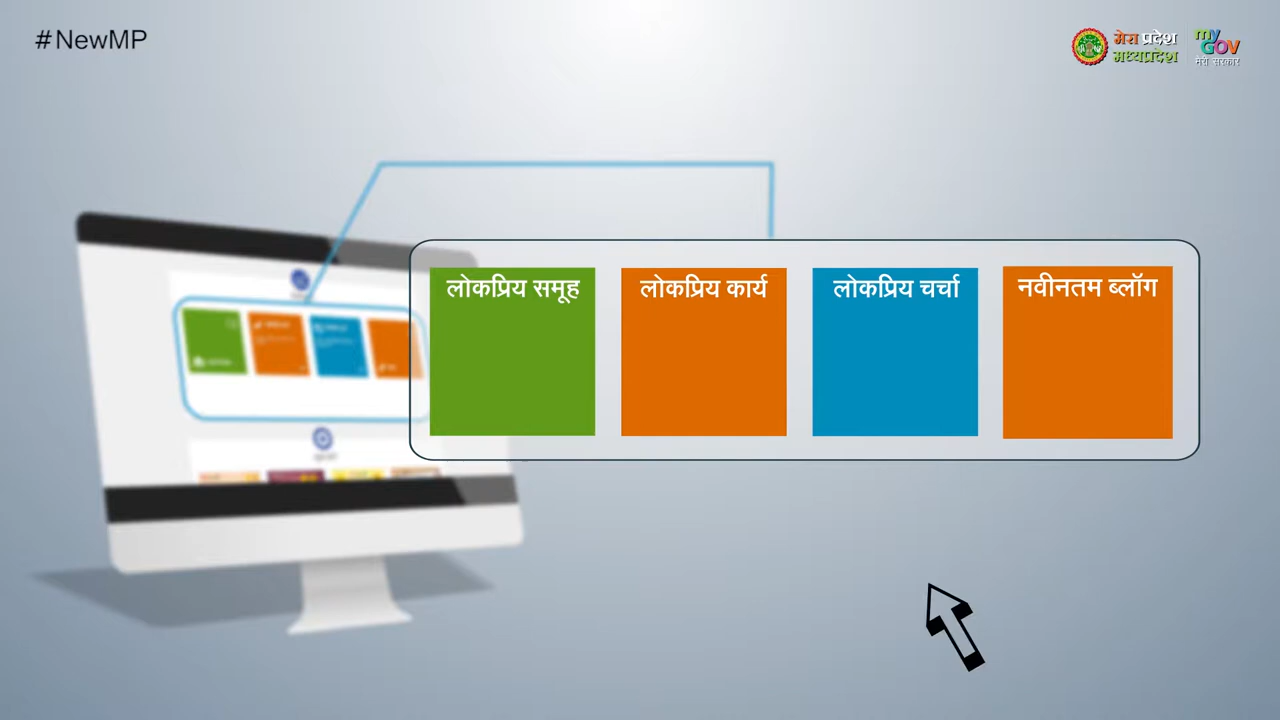 #NewMP
मेरा प्रदेश
मध्यप्रदेश
my
GOV
मेरी सरकार
लोकप्रिय समूह
लोकप्रिय कार्य
लोकप्रिय चर्चा
नवीनतम ब्लॉग